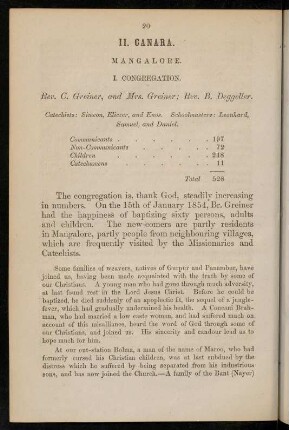 20
II. CANARA.
MANGALORE.
I. CONGREGATION.
Rev. C. Greiner, and Mrs. Greiner; Rev. B. Deggeller.
Catechists: Simeon, Eliezer, and Enos. Schoolmasters: Leonhard,
Samuel, and Daniel.
Communicants . . . . . . 197
Non-Communicants . . . . . 72
Children . . . . . . 248
Catechumens . . . . . . 11
Total 528
The congregation is, thank God, steadily increasing
in numbers. On the 15th of January 1854, Br. Greiner
had the happiness of baptizing sixty persons, adults
and children. The new-comers are partly residents
in Mangalore, partly people from neighbouring villages,
which are frequently visited by the Missionaries and
Catechists.
Some families of weavers, natives of and Panambur, have
joined us, having been made acquainted with the truth by some of
our Christians. A young man who had gone through much adversity,
at last found rest in the Lord Jesus Christ. Before he could be
baptized, he died suddenly of an apoplectic fit, the sequel of a jungle-
fever, which had gradually undermined his health. A Concani Brah-
man, who had married a low caste woman, and had suffered much on
account of this mesalliance, heard the word of God through some of
our Christians, and joined us. His sincerity and candour lead us to
hope much for him.
At our out-station Bolma, a man of the name of Maree, who had
formerly cursed his Christian children, was at last subdued by the
distress which he suffered by being separated from his industrious
sons, and has now joined the Church.—A family of the Bant (Nayer)